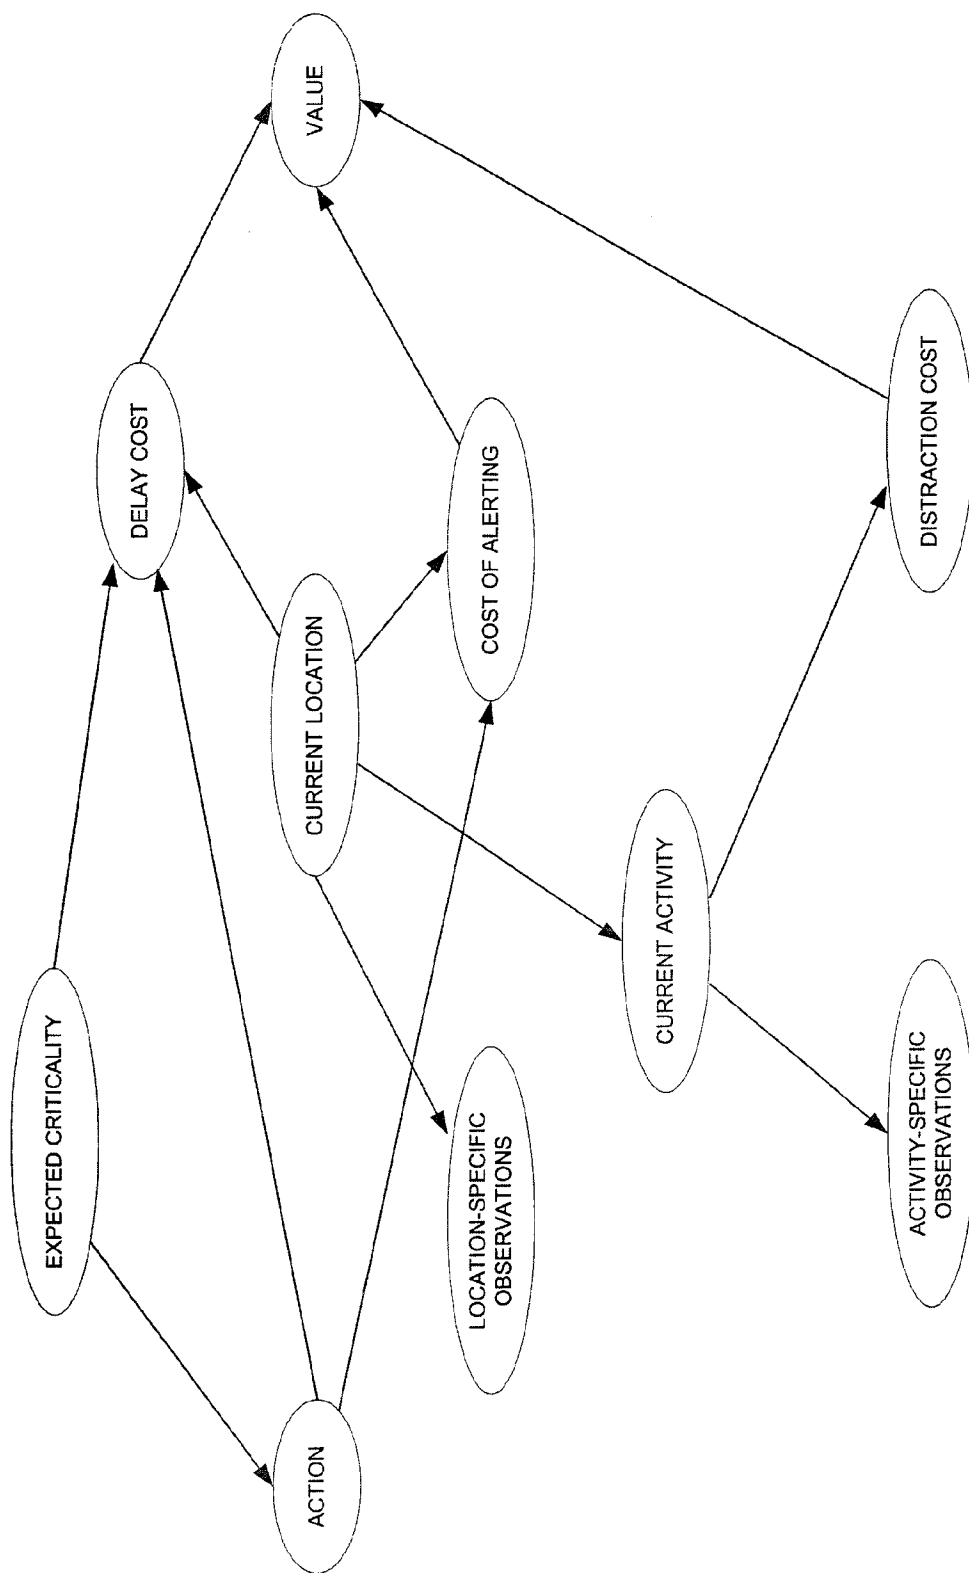 EXPECTED CRITICALITY
DELAY COST
ACTION
CURRENT LOCATION
VALUE
LOCATION-SPECIFIC
OBSERVATIONS
COST OF ALERTING
CURRENT ACTIVITY
ACTIVITY-SPECIFIC
OBSERVATIONS
DISTRACTION COST